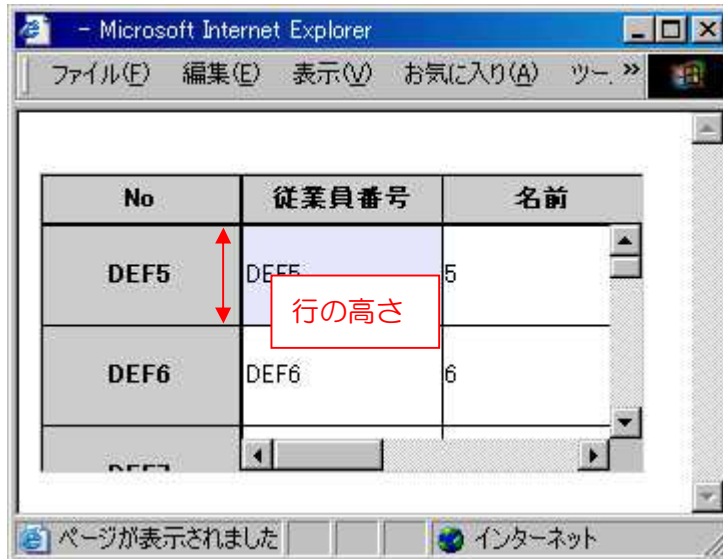 - Microsoft Internet Explorer
ファイル(F) 編集(E) 表示(V) お気に入り(A) ツー. »
No 従業員番号 名前
DEF5 DEF5 5
行の高さ
DEF6 DEF6 6
DEF7
ページが表示されました インターネット